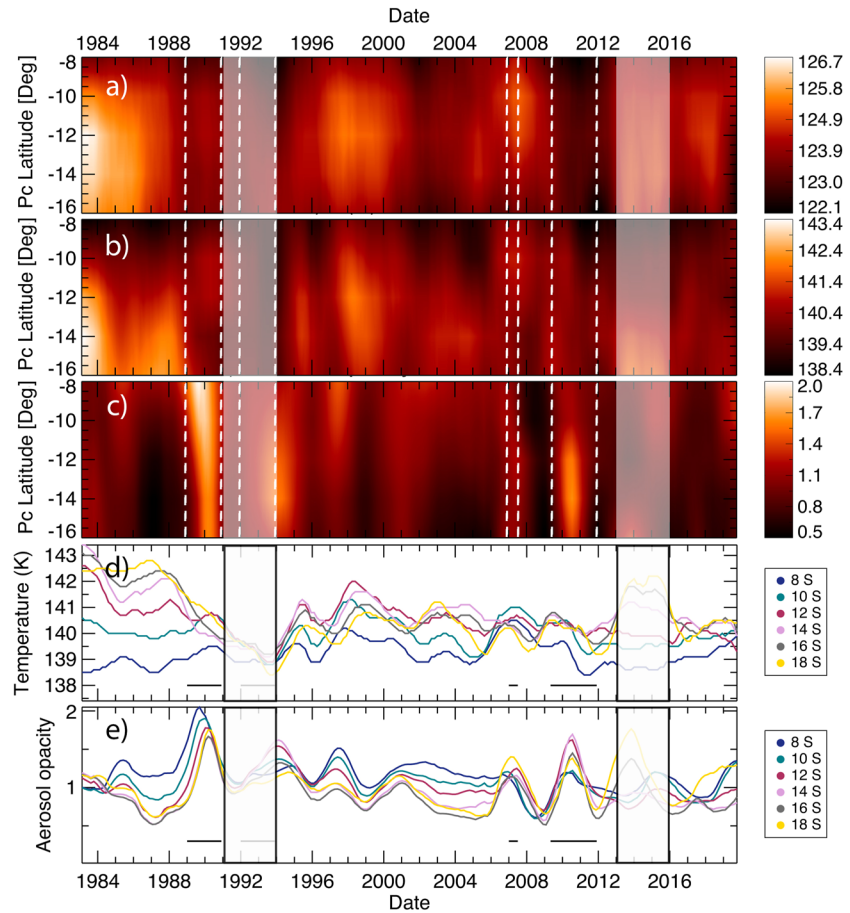 Date
1984 1989 1992 1996 2000 2004 2008 2012 2016
a)
Pc Latitude [Deg]
-8
-10
-12
-14
-16
126.7
125.8
124.9
123.9
123.0
122.1
b)
Pc Latitude [Deg]
-8
-10
-12
-14
-16
143.4
142.4
141.4
140.4
139.4
138.4
c)
Pc Latitude [Deg]
-8
-10
-12
-14
-16
2.0
1.7
1.4
1.1
0.8
0.5
d)
Temperature (K)
143
142
141
140
139
138
8 S
10 S
12 S
14 S
16 S
18 S
e)
Aerosol opacity
2
1
8 S
10 S
12 S
14 S
16 S
18 S
1984 1989 1992 1996 2000 2004 2008 2012 2016
Date